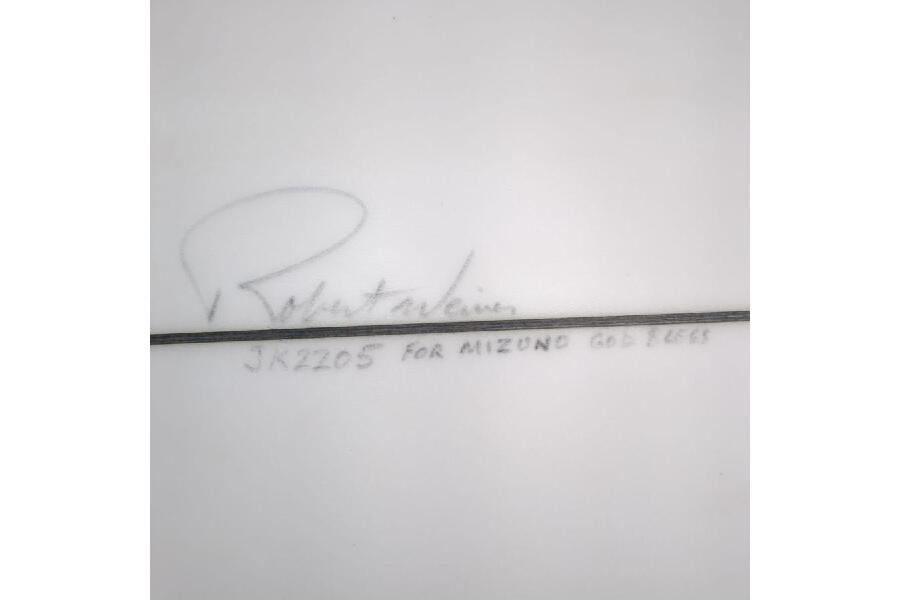 Robert Weiner
JK2205 FOR MIZUNO GOD BLESS